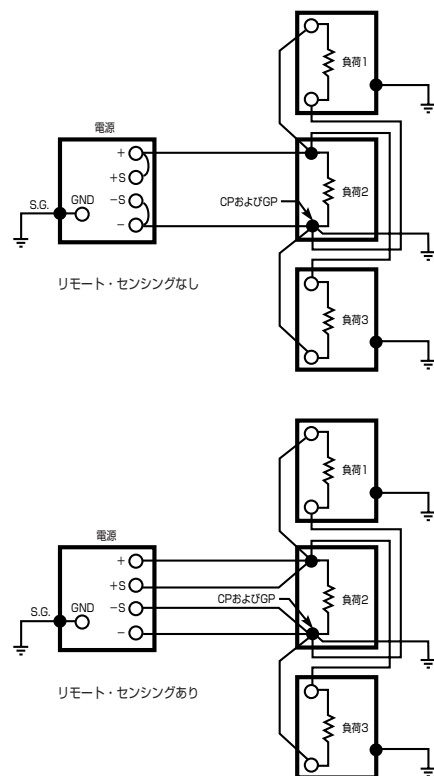 負荷1
電源
+
+S
-S
-
S.G.
GND
CPおよびGP
負荷2
リモート・センシングなし
負荷3
負荷1
電源
+
+S
-S
-
S.G.
GND
CPおよびGP
負荷2
リモート・センシングあり
負荷3